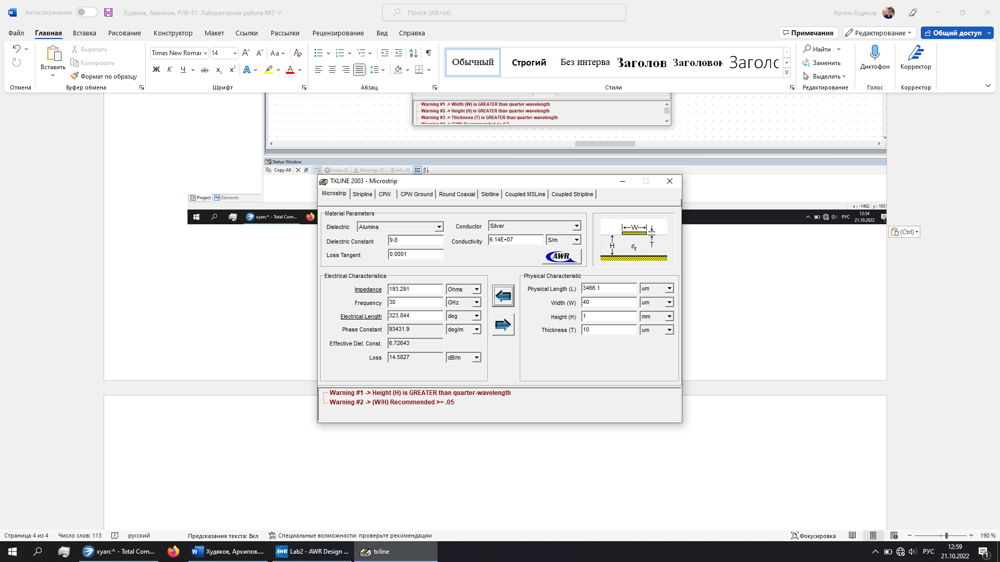 Автосохранение
Худяков, Архипов. РЛ6-51. Лабораторная работа №2
Поиск (Alt+Ы)
Артем Худяков
Файл Главная Вставка Рисование Конструктор Макет Ссылки Рассылки Рецензирование Вид Справка
Примечания Редактирование Общий доступ
Вставить
Вырезать
Копировать
Формат по образцу
Times New Roman 14
Обычный Строгий Без интерва Заголов Заголовок Заголо
Найти
Заменить
Выделить
Диктофон
Корректор
Отмена Буфер обмена Шрифт Абзац Стили Редактирование Голос Корректор
Warning #1 -> Width (W) is GREATER than quarter-wavelength
Warning #2 -> Height (H) is GREATER than quarter-wavelength
Warning #3 -> Thickness (T) is GREATER than quarter-wavelength
Status Window
Copy All Errors (0) Warnings (0) Info (0)
Project Elements
x: -1462 y: 1651
xyarc^ - Total Com...
РУС 12:54
21.10.2022
(Ctrl)
TXLINE 2003 - Microstrip
Microstrip Stripline CPW CPW Ground Round Coaxial Slotline Coupled MSLine Coupled Stripline
Material Parameters
Dielectric Alumina Conductor Silver
Dielectric Constant 9.8 Conductivity 6.14E+07 S/m
Loss Tangent 0.0001
AWR
W
H εr T
Electrical Characteristics
Impedance 193.291 Ohms
Frequency 30 GHz
Electrical Length 323.844 deg
Phase Constant 93431.9 deg/m
Effective Diel. Const. 6.72643
Loss 14.5827 dB/m
Physical Characteristic
Physical Length (L) 3466.1 um
Width (W) 40 um
Height (H) 1 mm
Thickness (T) 10 um
Warning #1 -> Height (H) is GREATER than quarter-wavelength
Warning #2 -> (W/H) Recommended >= .05
Страница 4 из 4 Число слов: 113 русский Предсказания текста: Вкл Специальные возможности: проверьте рекомендации Фокусировка 190 %
xyarc^ - Total Com... Худяков, Архипов.... Lab2 - AWR Design ... txline
РУС 12:59
21.10.2022
1